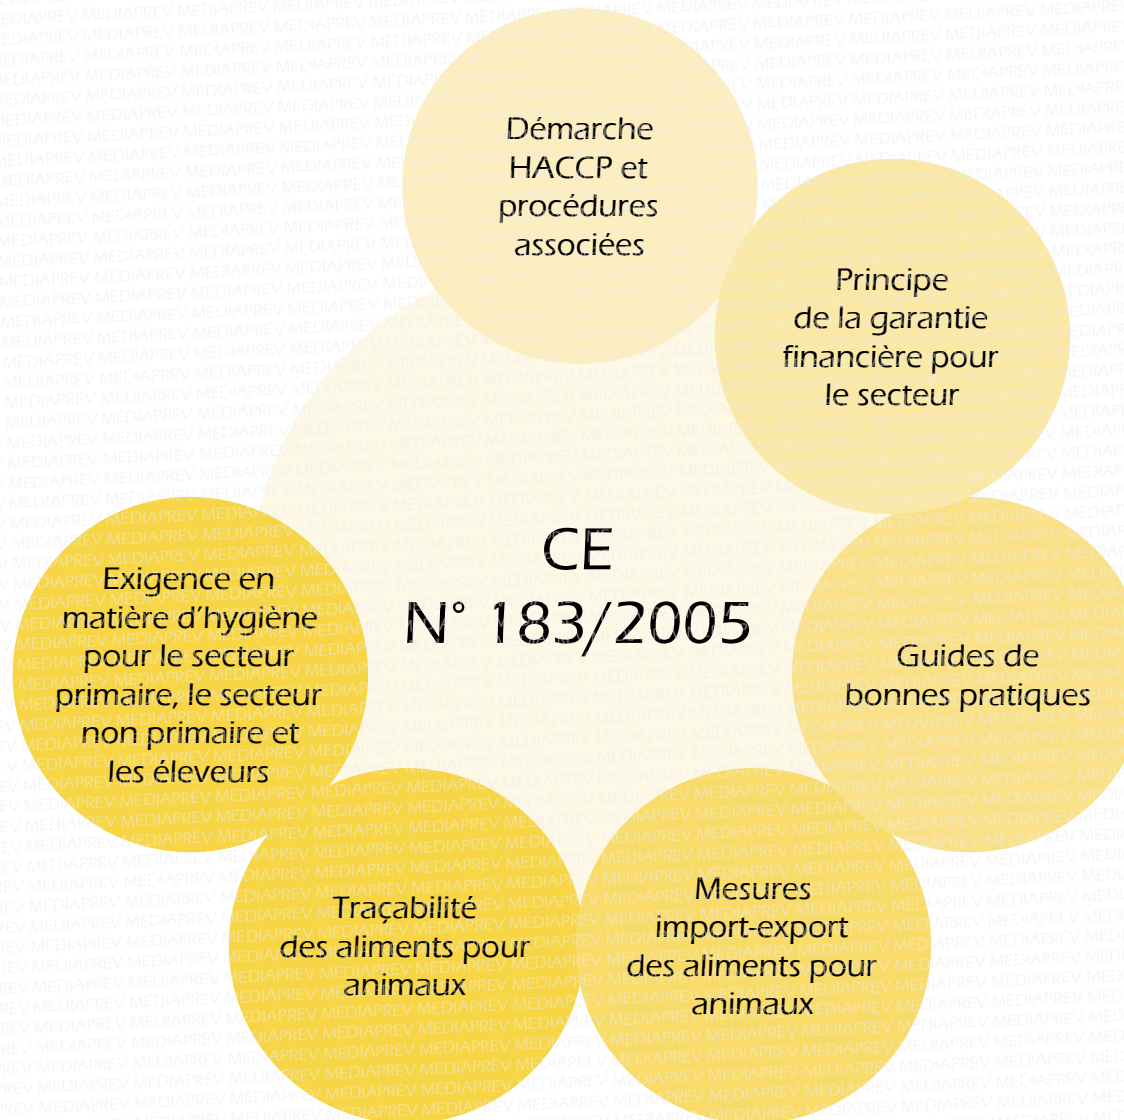 Démarche
HACCP et
procédures
associées
Principe
de la garantie
financière pour
le secteur
CE
N° 183/2005
Exigence en
matière d'hygiène
pour le secteur
primaire, le secteur
non primaire et
les éleveurs
Guides de
bonnes pratiques
Traçabilité
des aliments pour
animaux
Mesures
import-export
des aliments pour
animaux
MEDIAPREV